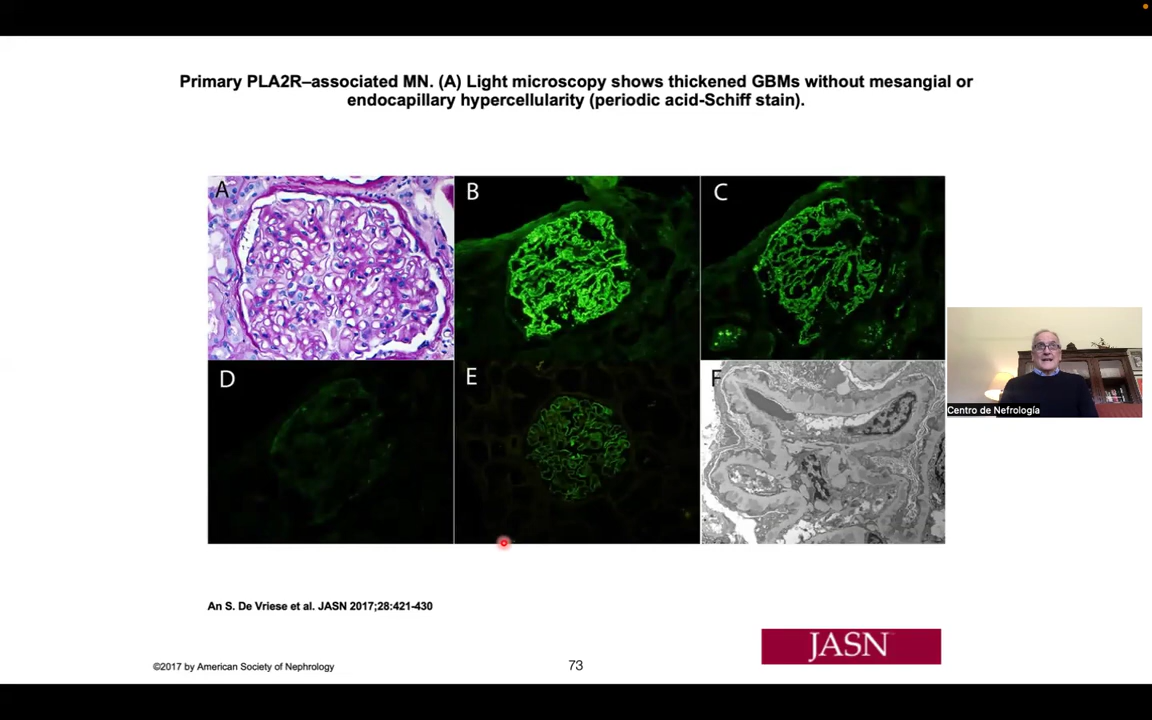 Primary PLA2R–associated MN. (A) Light microscopy shows thickened GBMs without mesangial or
endocapillary hypercellularity (periodic acid-Schiff stain).
A
B
C
D
E
F
Centro de Nefrología
An S. De Vriese et al. JASN 2017;28:421-430
JASN
©2017 by American Society of Nephrology
73